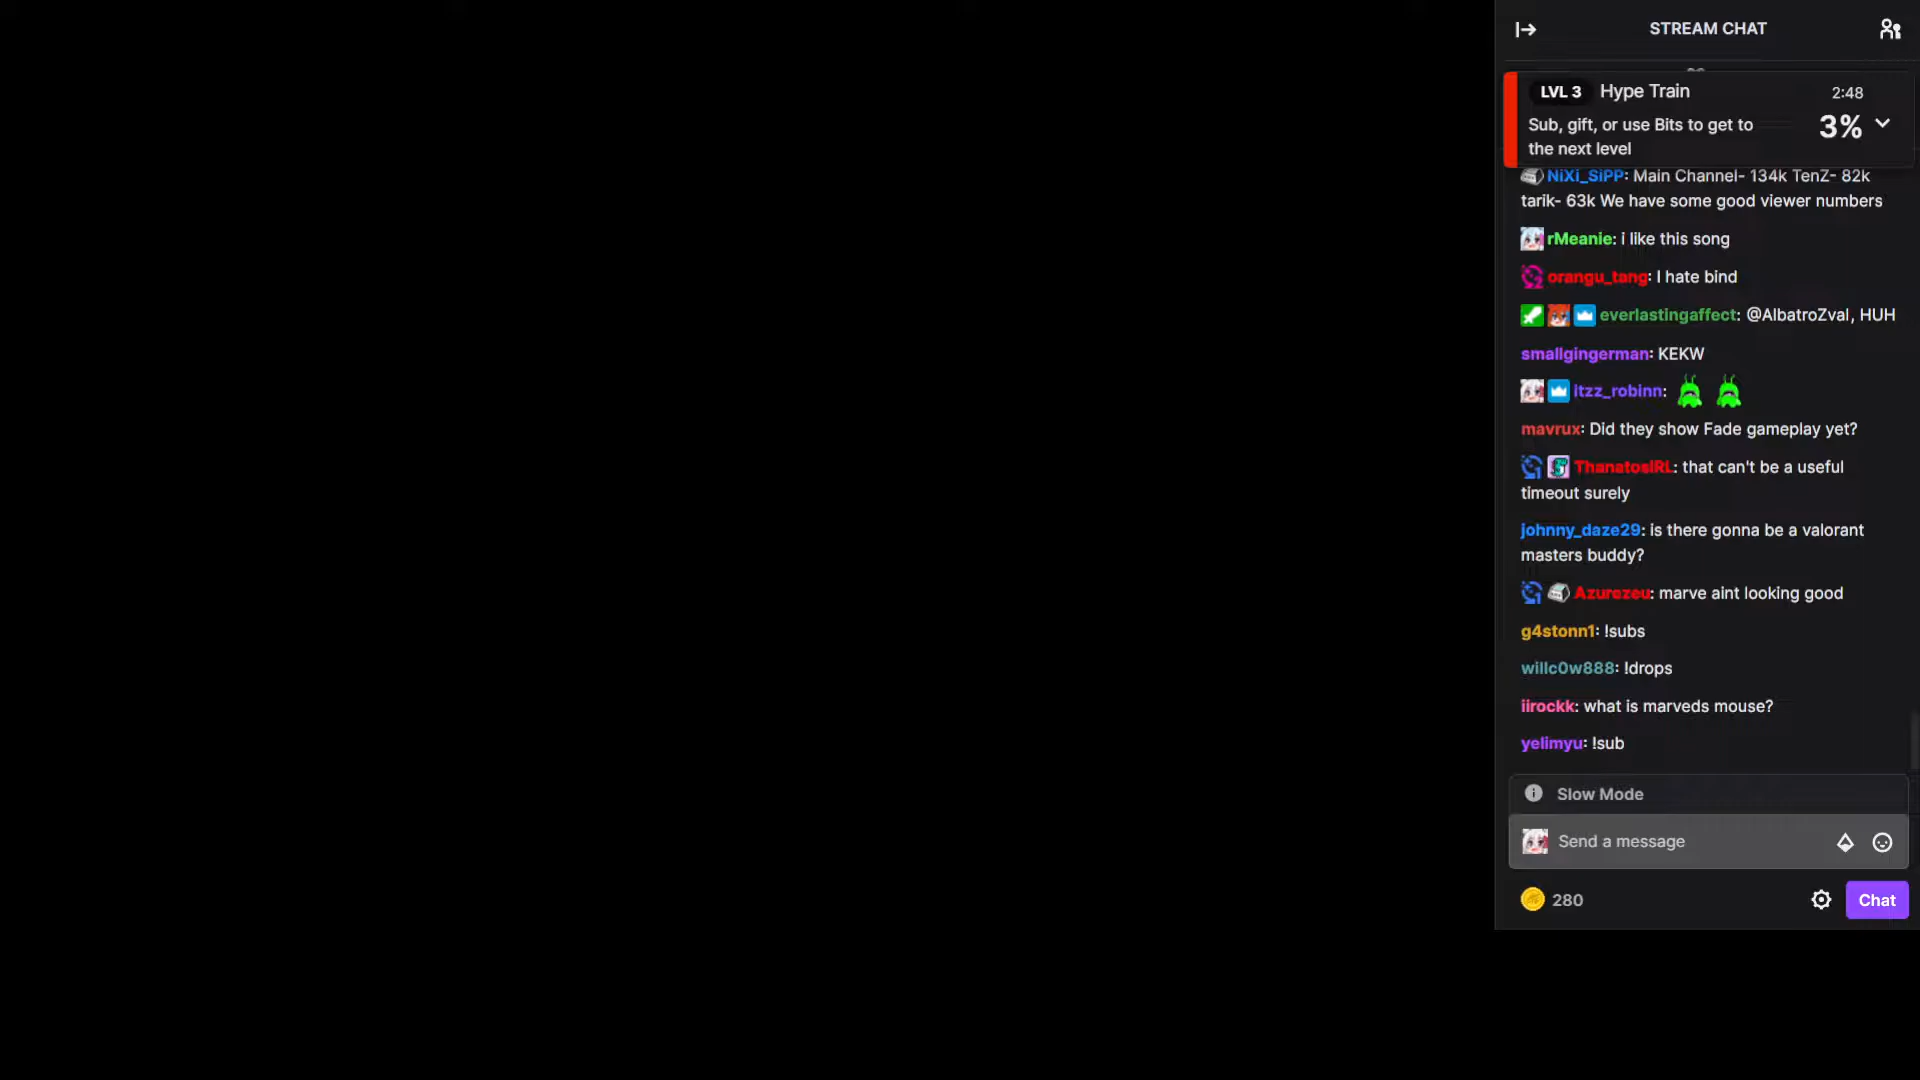 STREAM CHAT
LVL 3 Hype Train 2:48
Sub, gift, or use Bits to get to
the next level
3%
NiXi_SiPP: Main Channel- 134k TenZ- 82k
tarik- 63k We have some good viewer numbers
rMeanie: i like this song
orangu_tang: I hate bind
everlastingaffect: @AlbatroZval, HUH
smallgingerman: KEKW
itzz_robinn:
mavrux: Did they show Fade gameplay yet?
ThanatosIRL: that can't be a useful
timeout surely
johnny_daze29: is there gonna be a valorant
masters buddy?
Azurezeu: marve aint looking good
g4stonn1: !subs
willc0w888: !drops
iirockk: what is marveds mouse?
yelimyu: !sub
Slow Mode
Send a message
280
Chat